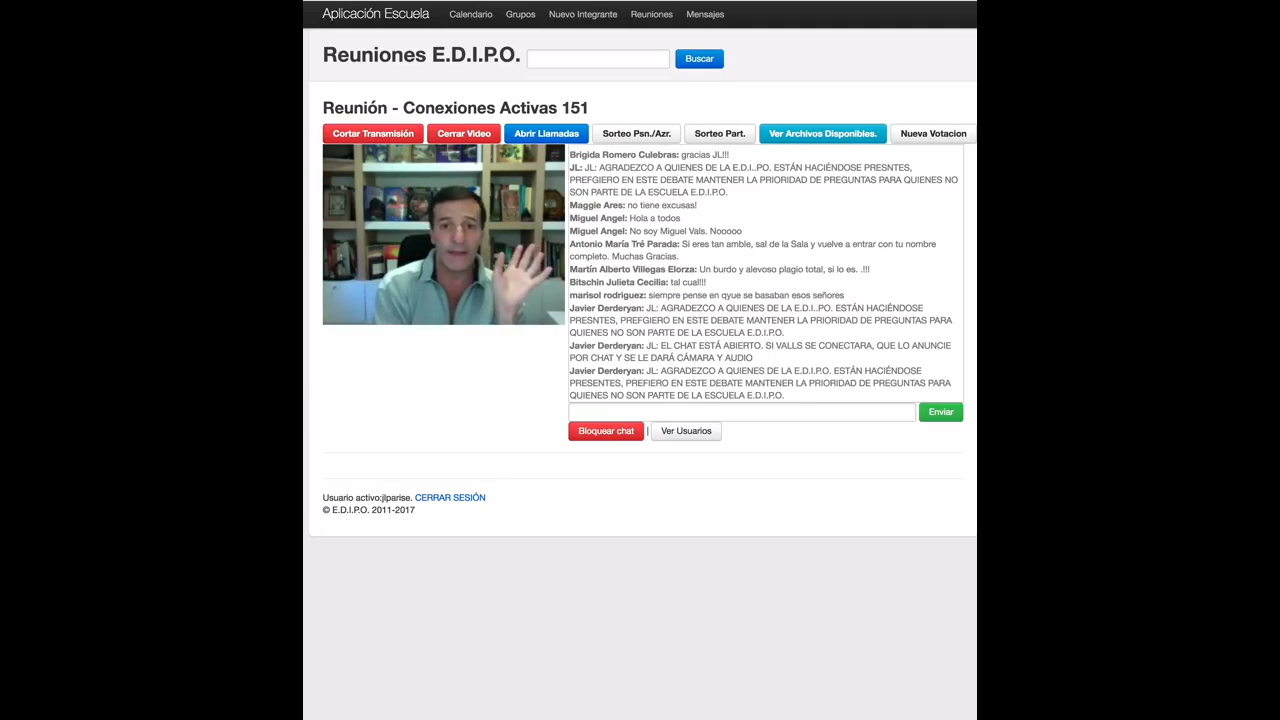 Aplicación Escuela Calendario Grupos Nuevo Integrante Reuniones Mensajes
Reuniones E.D.I.P.O. Buscar
Reunión - Conexiones Activas 151
Cortar Transmisión Cerrar Video Abrir Llamadas Sorteo Psn./Azr. Sorteo Part. Ver Archivos Disponibles. Nueva Votacion
Brigida Romero Culebras: gracias JL!!!
JL: JL: AGRADEZCO A QUIENES DE LA E.D.I..PO. ESTÁN HACIÉNDOSE PRESNTES,
PREFGIERO EN ESTE DEBATE MANTENER LA PRIORIDAD DE PREGUNTAS PARA QUIENES NO
SON PARTE DE LA ESCUELA E.D.I.P.O.
Maggie Ares: no tiene excusas!
Miguel Angel: Hola a todos
Miguel Angel: No soy Miguel Vals. Nooooo
Antonio María Tré Parada: Si eres tan amble, sal de la Sala y vuelve a entrar con tu nombre
completo. Muchas Gracias.
Martín Alberto Villegas Elorza: Un burdo y alevoso plagio total, si lo es. .!!!
Bitschin Julieta Cecilia: tal cual!!!
marisol rodriguez: siempre pense en qyue se basaban esos señores
Javier Derderyan: JL: AGRADEZCO A QUIENES DE LA E.D.I..PO. ESTÁN HACIÉNDOSE
PRESNTES, PREFGIERO EN ESTE DEBATE MANTENER LA PRIORIDAD DE PREGUNTAS PARA
QUIENES NO SON PARTE DE LA ESCUELA E.D.I.P.O.
Javier Derderyan: JL: EL CHAT ESTÁ ABIERTO. SI VALLS SE CONECTARA, QUE LO ANUNCIE
POR CHAT Y SE LE DARÁ CÁMARA Y AUDIO
Javier Derderyan: JL: AGRADEZCO A QUIENES DE LA E.D.I.P.O. ESTÁN HACIÉNDOSE
PRESENTES, PREFIERO EN ESTE DEBATE MANTENER LA PRIORIDAD DE PREGUNTAS PARA
QUIENES NO SON PARTE DE LA ESCUELA E.D.I.P.O.
Enviar
Bloquear chat | Ver Usuarios
Usuario activo:jlparise. CERRAR SESIÓN
© E.D.I.P.O. 2011-2017